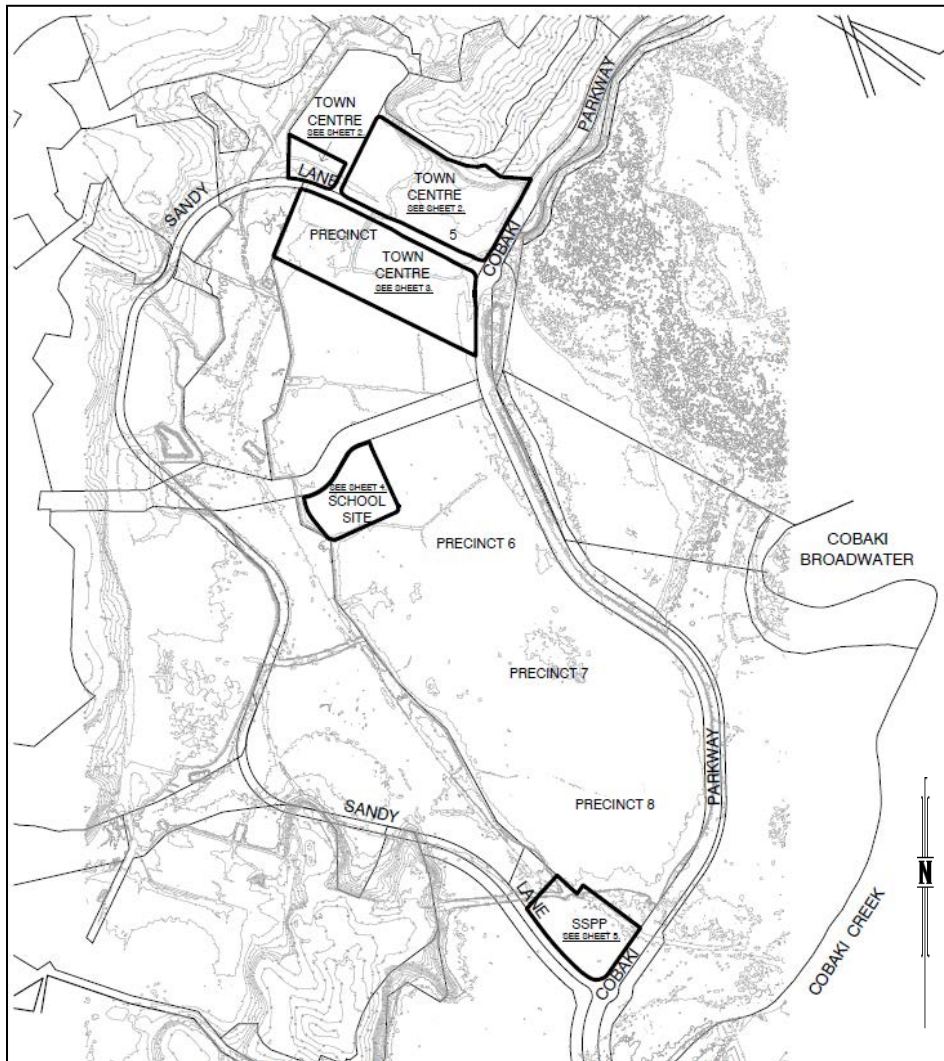 PARKWAY
TOWN
CENTRE
SEE SHEET 2.
LANE
SANDY
TOWN
CENTRE
SEE SHEET 2.
PRECINCT 5
COBAKI
TOWN
CENTRE
SEE SHEET 3.
SEE SHEET 4.
SCHOOL
SITE
PRECINCT 6
COBAKI
BROADWATER
PRECINCT 7
PARKWAY
PRECINCT 8
SANDY
LANE
N
SSPP
SEE SHEET 5.
COBAKI
COBAKI CREEK